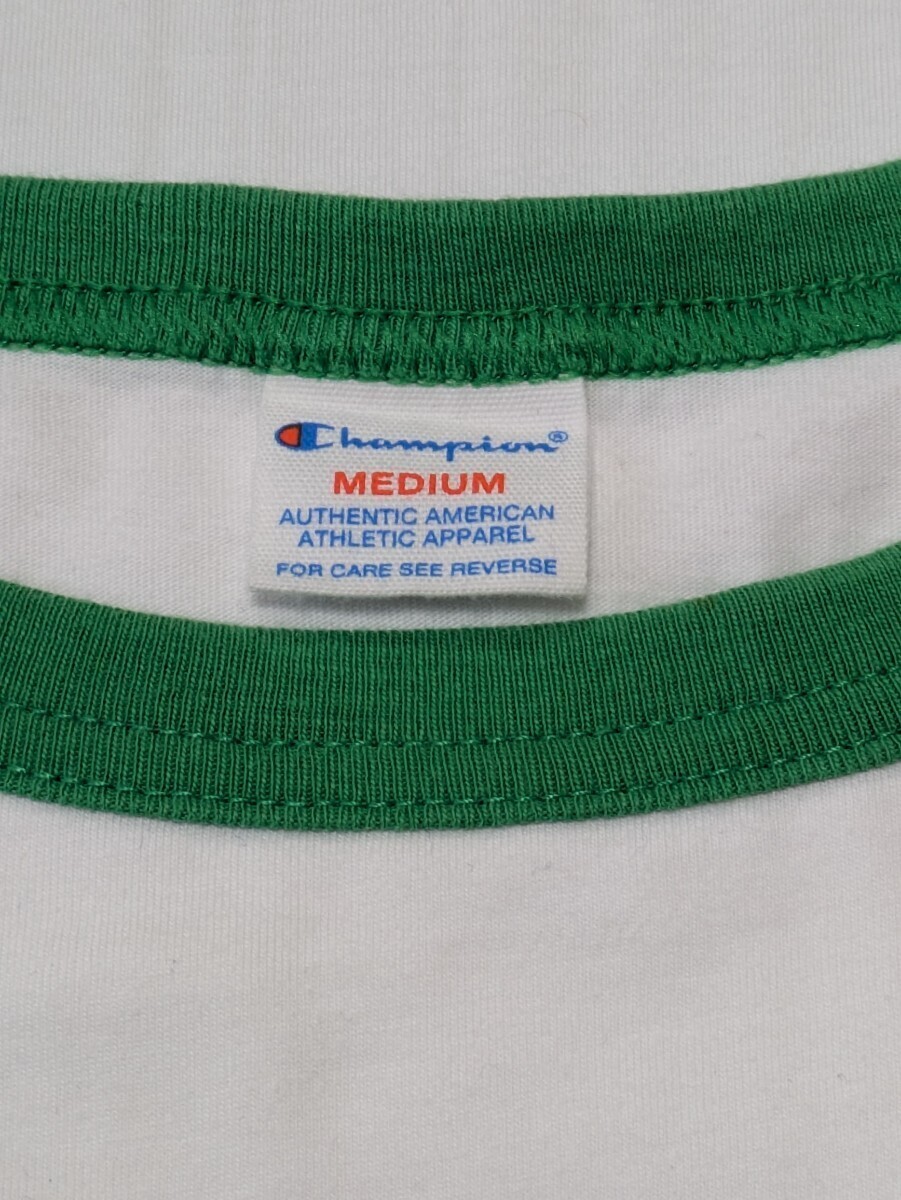 Champion®
MEDIUM
AUTHENTIC AMERICAN
ATHLETIC APPAREL
FOR CARE SEE REVERSE